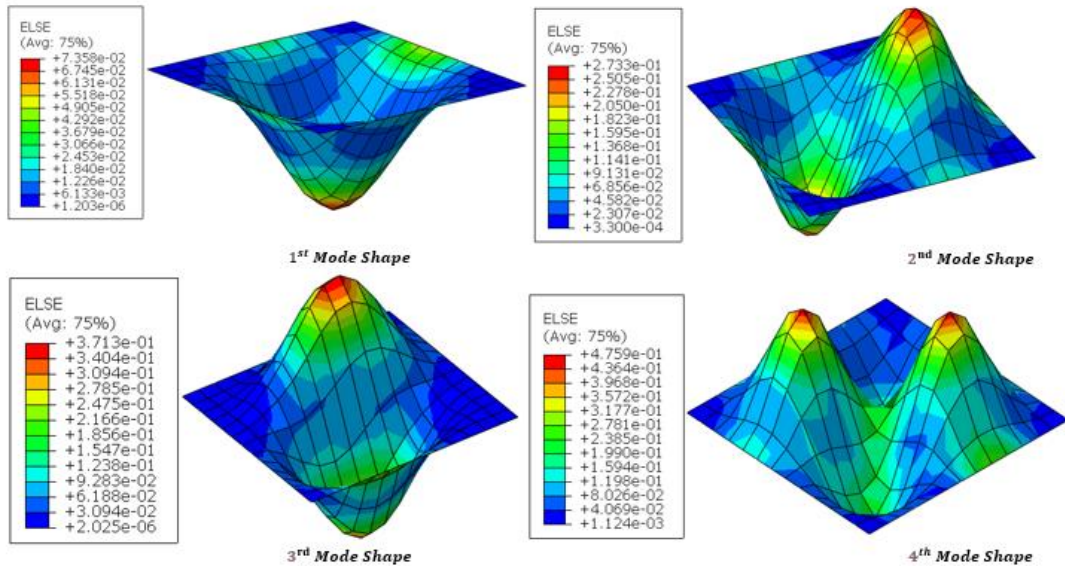 ELSE
(Avg: 75%)
+7.358e-02
+6.745e-02
+6.131e-02
+5.518e-02
+4.905e-02
+4.292e-02
+3.679e-02
+3.066e-02
+2.453e-02
+1.840e-02
+1.226e-02
+6.133e-03
+1.203e-06
1st Mode Shape
ELSE
(Avg: 75%)
+2.733e-01
+2.505e-01
+2.278e-01
+2.050e-01
+1.823e-01
+1.595e-01
+1.368e-01
+1.141e-01
+9.131e-02
+6.856e-02
+4.582e-02
+2.307e-02
+3.300e-04
2nd Mode Shape
ELSE
(Avg: 75%)
+3.713e-01
+3.404e-01
+3.094e-01
+2.785e-01
+2.475e-01
+2.166e-01
+1.856e-01
+1.547e-01
+1.238e-01
+9.283e-02
+6.188e-02
+3.094e-02
+2.025e-06
3rd Mode Shape
ELSE
(Avg: 75%)
+4.759e-01
+4.364e-01
+3.968e-01
+3.572e-01
+3.177e-01
+2.781e-01
+2.385e-01
+1.990e-01
+1.594e-01
+1.198e-01
+8.026e-02
+4.069e-02
+1.124e-03
4th Mode Shape